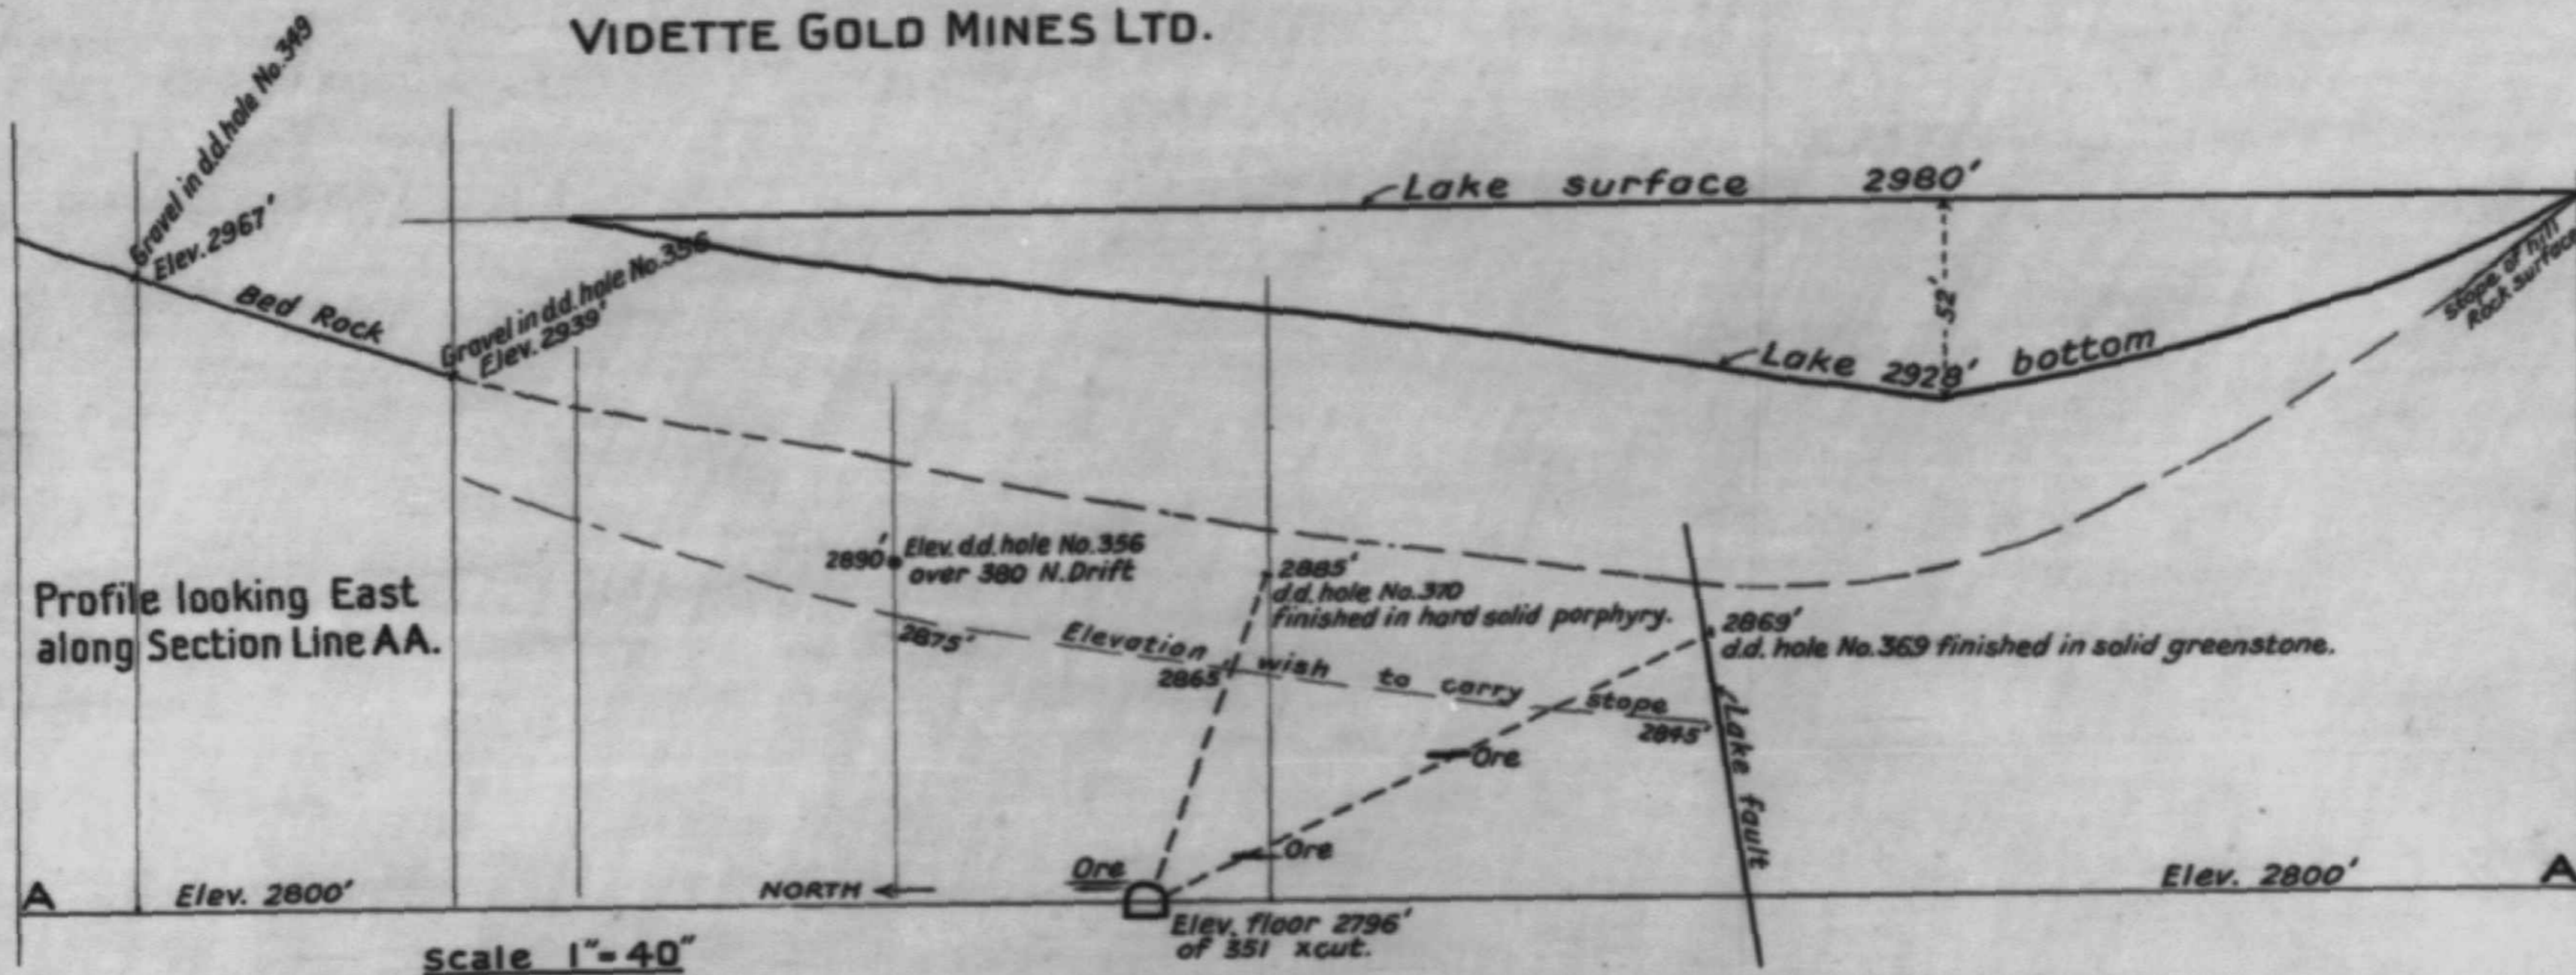 VIDETTE GOLD MINES LTD.
Gravel in d.d. hole No. 349
Elev. 2967'
Bed Rock
Gravel in d.d. hole No. 356
Elev. 2939'
Lake surface 2980'
52'
Lake 2928' bottom
Slope of hill
Rock surface
2890' Elev. d.d. hole No. 356
over 380 N. Drift
2885'
d.d. hole No. 370
finished in hard solid porphyry.
2869'
d.d. hole No. 369 finished in solid greenstone.
Profile looking East
along Section Line AA.
2875'
Elevation wish to carry stope
2865'
2845'
Ore
Ore
Ore
Lake fault
A
Elev. 2800'
NORTH ←
Elev. 2800'
A
Elev. floor 2796'
of 351 xcut.
scale 1"=40"